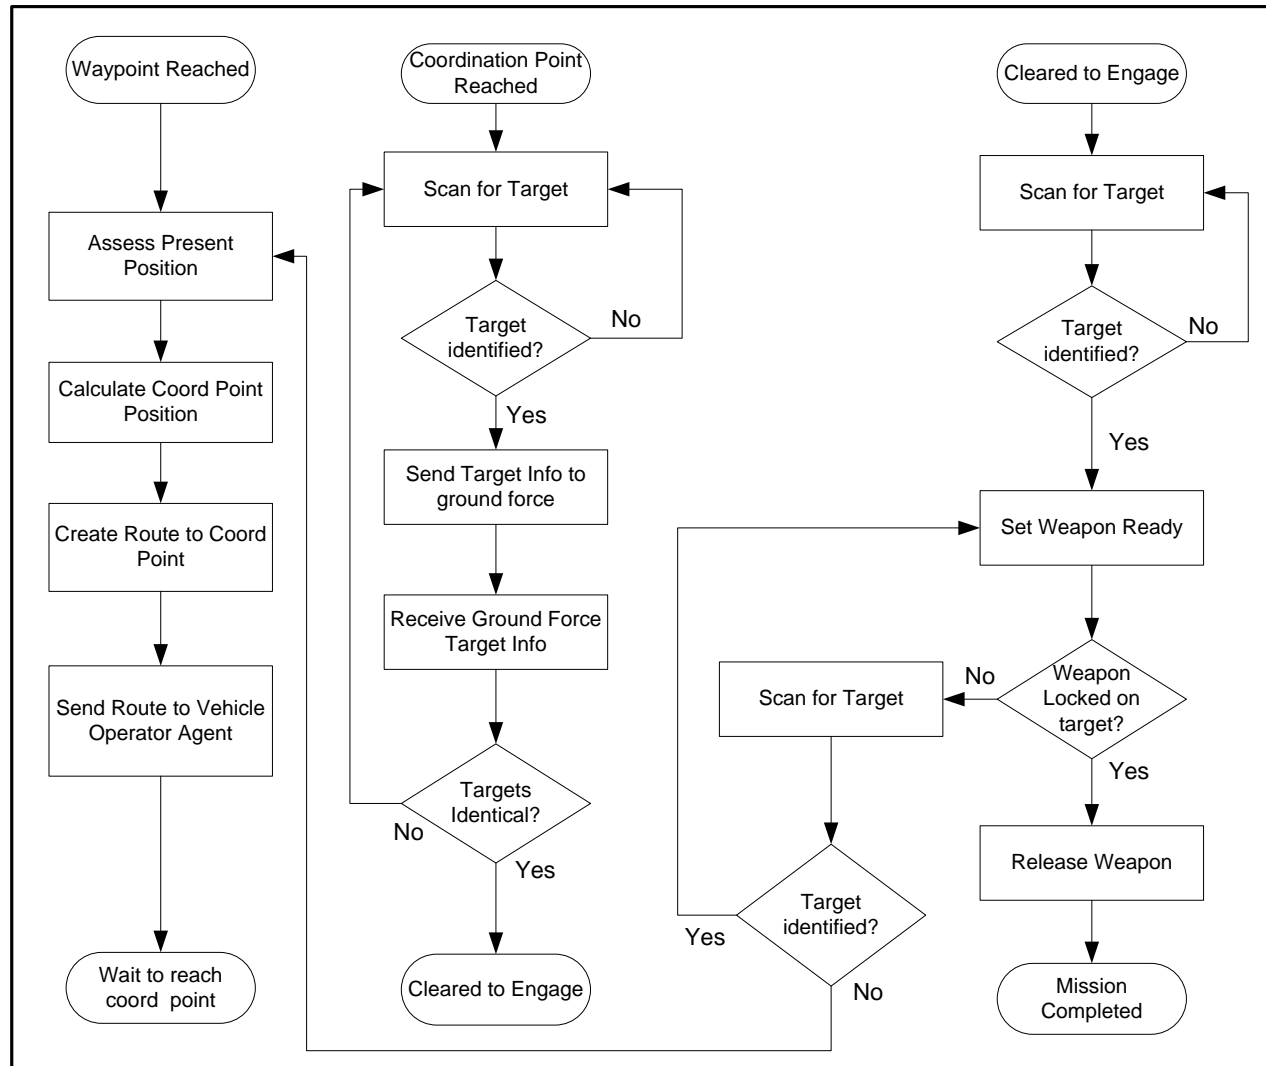 Waypoint Reached
Assess Present
Position
Calculate Coord Point
Position
Create Route to Coord
Point
Send Route to Vehicle
Operator Agent
Wait to reach
coord point
Coordination Point
Reached
Scan for Target
Target
identified?
No
Yes
Send Target Info to
ground force
Receive Ground Force
Target Info
Targets
Identical?
No
Yes
Cleared to Engage
Cleared to Engage
Scan for Target
Target
identified?
No
Yes
Set Weapon Ready
Weapon
Locked on
target?
No
Yes
Scan for Target
Target
identified?
Yes
No
Release Weapon
Mission
Completed